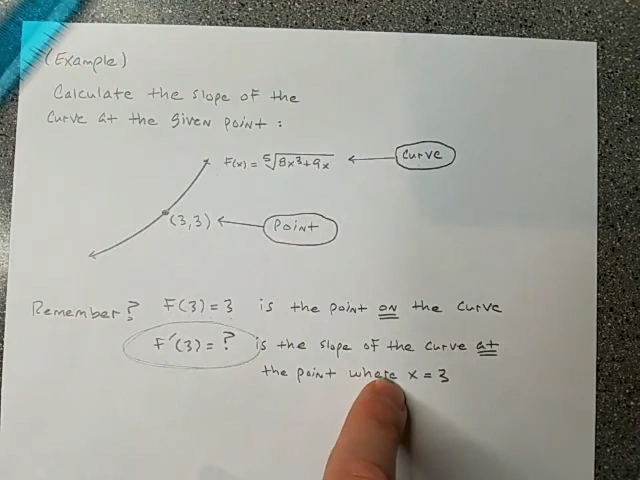 (Example)
Calculate the slope of the
curve at the given point :
F(x) = ⁵√8x³+9x
curve
(3,3)
Point
Remember? F(3) = 3 is the point on the curve
F'(3) = ? is the slope of the curve at
the point where x = 3